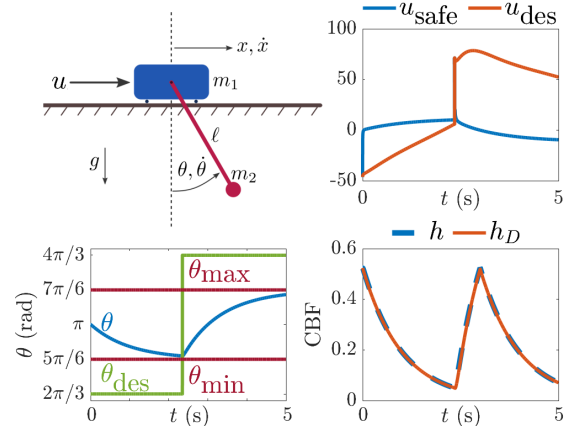 x, ẋ
u
m₁
ℓ
g
θ, θ̇
m₂
u_safe u_des
100
50
0
-50
0
5
t (s)
θ (rad)
4π/3
7π/6
π
5π/6
2π/3
θ_max
θ
θ_des
θ_min
0
5
t (s)
h h_D
CBF
0.6
0.4
0.2
0
0
5
t (s)